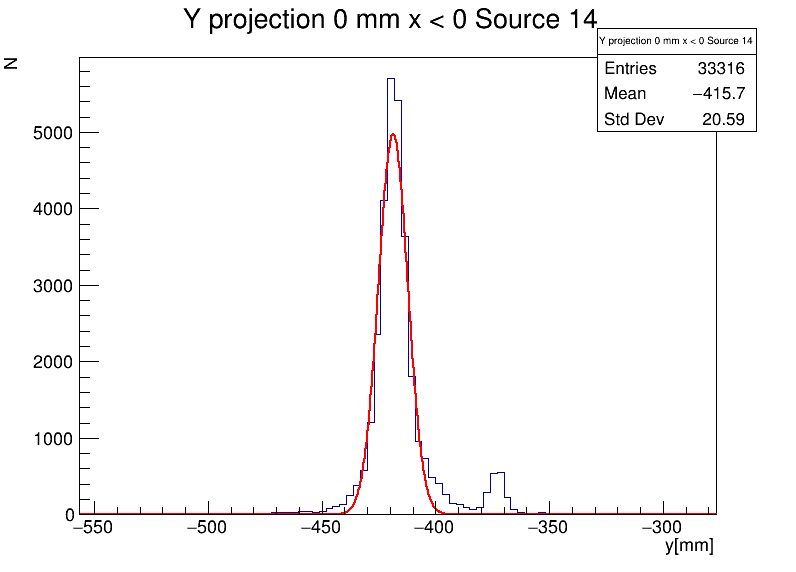 Y projection 0 mm x < 0 Source 14
Y projection 0 mm x < 0 Source 14
Entries 33316
Mean −415.7
Std Dev 20.59
N
5000
4000
3000
2000
1000
0
−550 −500 −450 −400 −350 −300
y[mm]